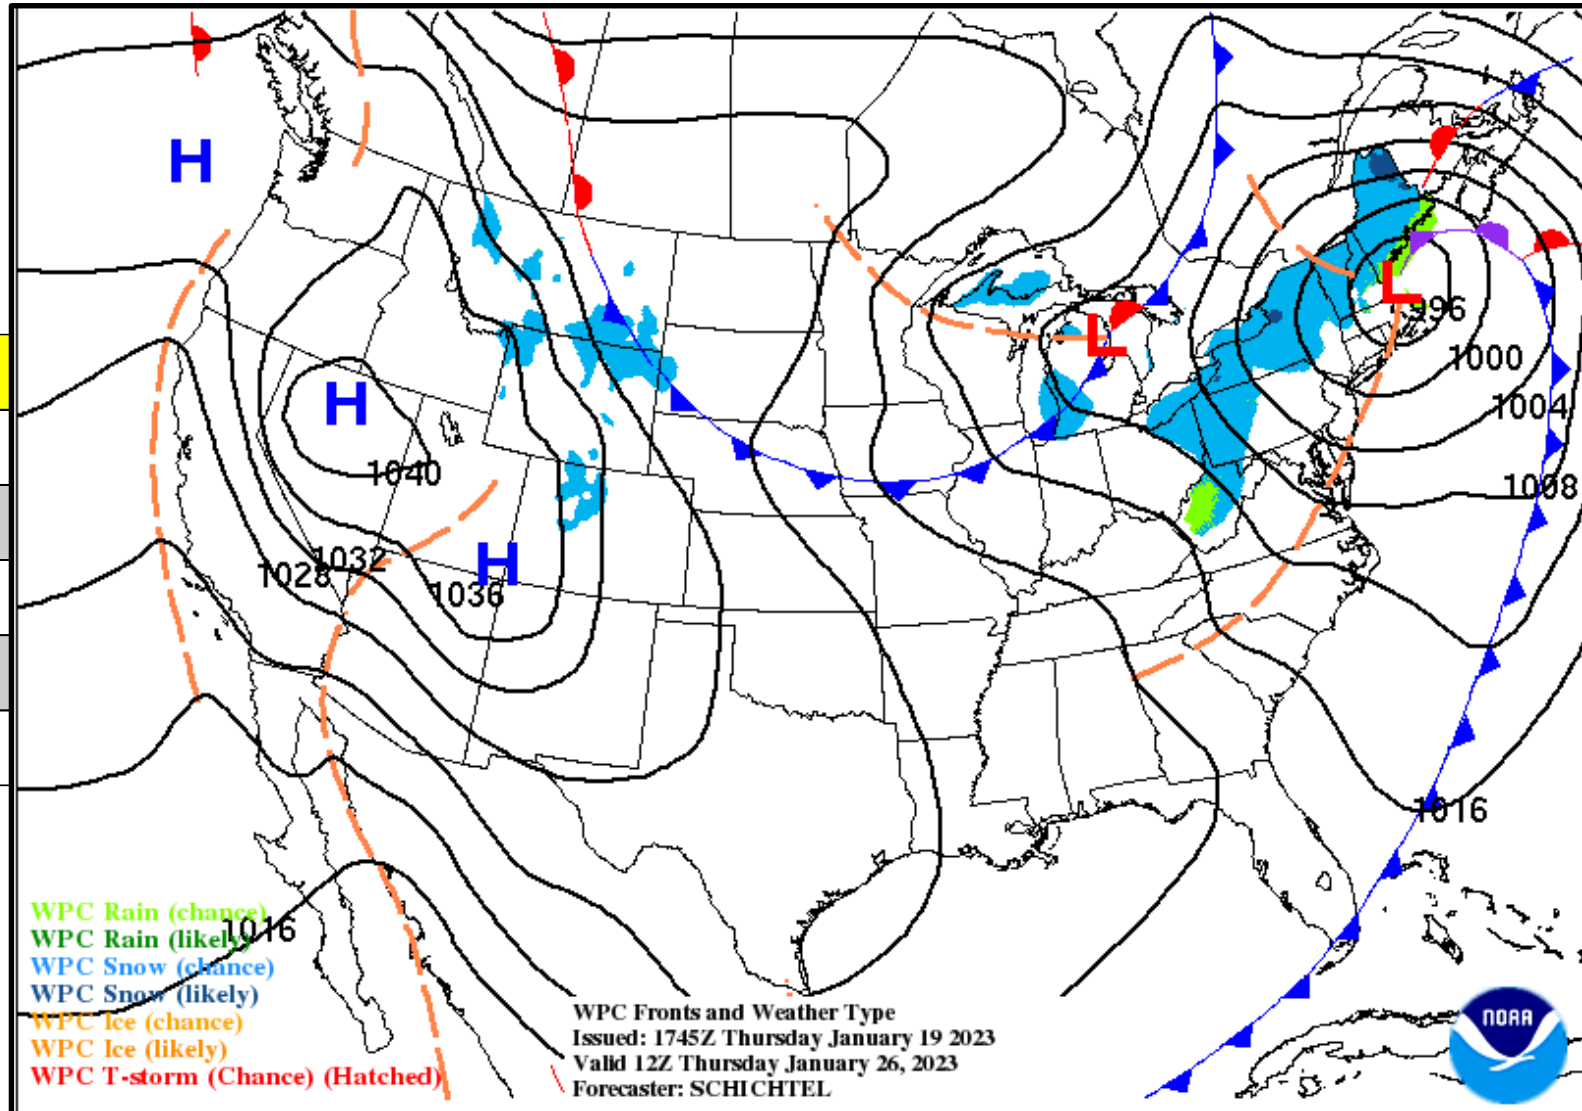 H
L
996
L
1000
H
1004
1040
1008
H
1032
1028
1036
1016
WPC Rain (chance)
WPC Rain (likely)
1016
WPC Snow (chance)
WPC Snow (likely)
WPC Ice (chance)
WPC Ice (likely)
WPC T-storm (Chance) (Hatched)
WPC Fronts and Weather Type
Issued: 1745Z Thursday January 19 2023
Valid 12Z Thursday January 26, 2023
Forecaster: SCHICHTEL
NOAA